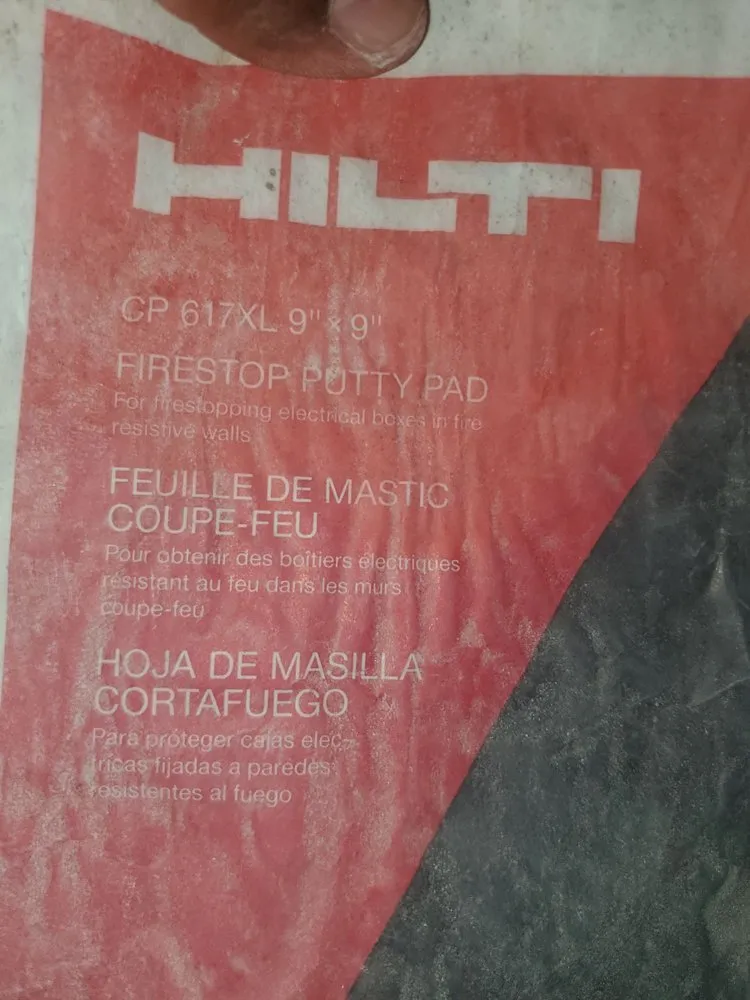 HILTI
CP 617XL 9" x 9"
FIRESTOP PUTTY PAD
For firestopping electrical boxes in fire
resistive walls
FEUILLE DE MASTIC
COUPE-FEU
Pour obtenir des boîtiers électriques
résistant au feu dans les murs
coupe-feu
HOJA DE MASILLA
CORTAFUEGO
Para proteger cajas eléc-
tricas fijadas a paredes
resistentes al fuego